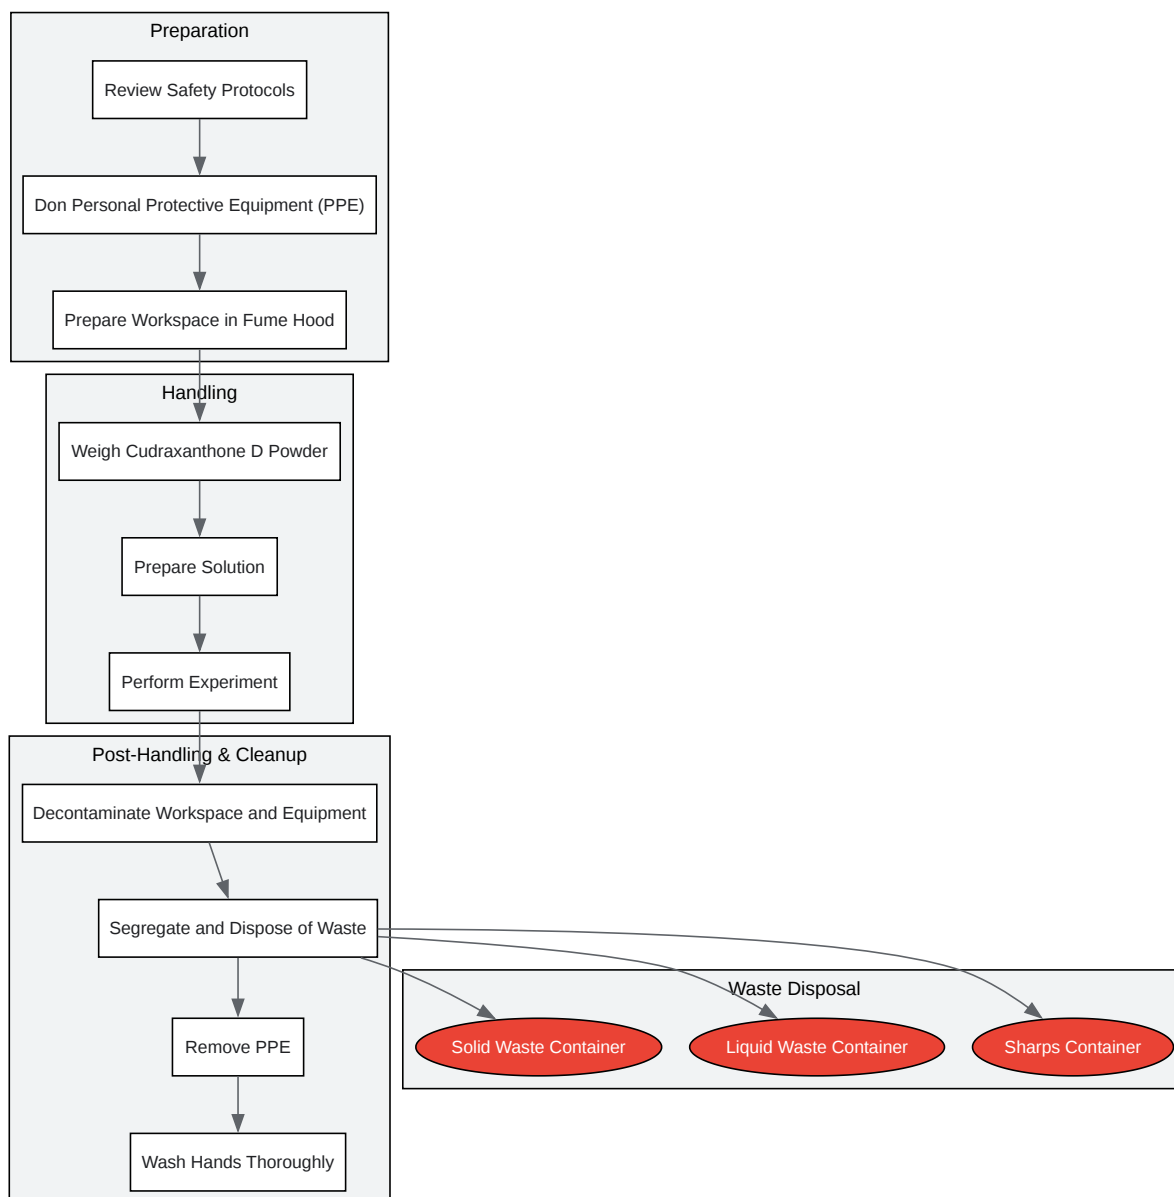 Preparation
Review Safety Protocols
Don Personal Protective Equipment (PPE)
Prepare Workspace in Fume Hood
Handling
Weigh Cudraxanthone D Powder
Prepare Solution
Perform Experiment
Post-Handling & Cleanup
Decontaminate Workspace and Equipment
Segregate and Dispose of Waste
Waste Disposal
Remove PPE
Solid Waste Container
Liquid Waste Container
Sharps Container
Wash Hands Thoroughly